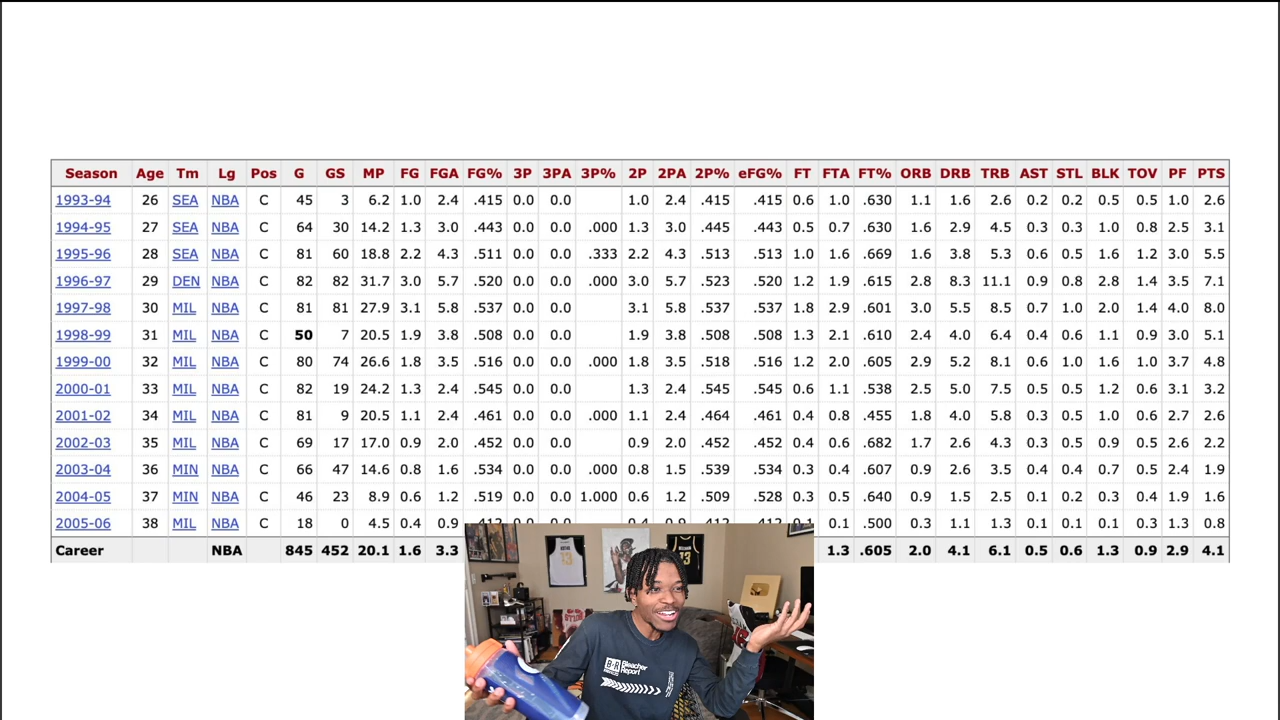 Season Age Tm Lg Pos G GS MP FG FGA FG% 3P 3PA 3P% 2P 2PA 2P% eFG% FT FTA FT% ORB DRB TRB AST STL BLK TOV PF PTS
1993-94 26 SEA NBA C 45 3 6.2 1.0 2.4 .415 0.0 0.0 1.0 2.4 .415 .415 0.6 1.0 .630 1.1 1.6 2.6 0.2 0.2 0.5 0.5 1.0 2.6
1994-95 27 SEA NBA C 64 30 14.2 1.3 3.0 .443 0.0 0.0 .000 1.3 3.0 .445 .443 0.5 0.7 .630 1.6 2.9 4.5 0.3 0.3 1.0 0.8 2.5 3.1
1995-96 28 SEA NBA C 81 60 18.8 2.2 4.3 .511 0.0 0.0 .333 2.2 4.3 .513 .513 1.0 1.6 .669 1.6 3.8 5.3 0.6 0.5 1.6 1.2 3.0 5.5
1996-97 29 DEN NBA C 82 82 31.7 3.0 5.7 .520 0.0 0.0 .000 3.0 5.7 .523 .520 1.2 1.9 .615 2.8 8.3 11.1 0.9 0.8 2.8 1.4 3.5 7.1
1997-98 30 MIL NBA C 81 81 27.9 3.1 5.8 .537 0.0 0.0 3.1 5.8 .537 .537 1.8 2.9 .601 3.0 5.5 8.5 0.7 1.0 2.0 1.4 4.0 8.0
1998-99 31 MIL NBA C 50 7 20.5 1.9 3.8 .508 0.0 0.0 1.9 3.8 .508 .508 1.3 2.1 .610 2.4 4.0 6.4 0.4 0.6 1.1 0.9 3.0 5.1
1999-00 32 MIL NBA C 80 74 26.6 1.8 3.5 .516 0.0 0.0 .000 1.8 3.5 .518 .516 1.2 2.0 .605 2.9 5.2 8.1 0.6 1.0 1.6 1.0 3.7 4.8
2000-01 33 MIL NBA C 82 19 24.2 1.3 2.4 .545 0.0 0.0 1.3 2.4 .545 .545 0.6 1.1 .538 2.5 5.0 7.5 0.5 0.5 1.2 0.6 3.1 3.2
2001-02 34 MIL NBA C 81 9 20.5 1.1 2.4 .461 0.0 0.0 .000 1.1 2.4 .464 .461 0.4 0.8 .455 1.8 4.0 5.8 0.3 0.5 1.0 0.6 2.7 2.6
2002-03 35 MIL NBA C 69 17 17.0 0.9 2.0 .452 0.0 0.0 0.9 2.0 .452 .452 0.4 0.6 .682 1.7 2.6 4.3 0.3 0.5 0.9 0.5 2.6 2.2
2003-04 36 MIN NBA C 66 47 14.6 0.8 1.6 .534 0.0 0.0 .000 0.8 1.5 .539 .534 0.3 0.4 .607 0.9 2.6 3.5 0.4 0.4 0.7 0.5 2.4 1.9
2004-05 37 MIN NBA C 46 23 8.9 0.6 1.2 .519 0.0 0.0 1.000 0.6 1.2 .509 .528 0.3 0.5 .640 0.9 1.5 2.5 0.1 0.2 0.3 0.4 1.9 1.6
2005-06 38 MIL NBA C 18 0 4.5 0.4 0.9 0.1 .500 0.3 1.1 1.3 0.1 0.1 0.1 0.3 1.3 0.8
Career NBA 845 452 20.1 1.6 3.3 1.3 .605 2.0 4.1 6.1 0.5 0.6 1.3 0.9 2.9 4.1
13
13
B/R Bleacher
Report